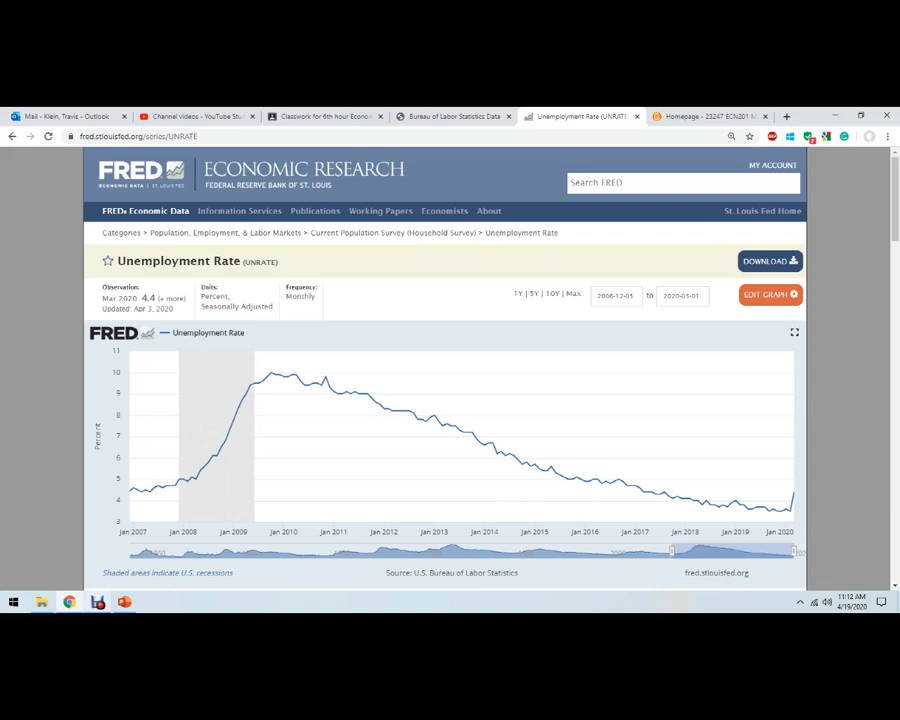 Mail - Klein, Travis - Outlook
Channel videos - YouTube Stu
Classwork for 6th hour Econo
Bureau of Labor Statistics Data
Unemployment Rate (UNRATE)
Homepage - 23247 ECN201 M
fred.stlouisfed.org/series/UNRATE
FRED
ECONOMIC DATA | ST. LOUIS FED
ECONOMIC RESEARCH
FEDERAL RESERVE BANK OF ST. LOUIS
MY ACCOUNT
Search FRED
FRED® Economic Data Information Services Publications Working Papers Economists About St. Louis Fed Home
Categories > Population, Employment, & Labor Markets > Current Population Survey (Household Survey) > Unemployment Rate
Unemployment Rate (UNRATE)
DOWNLOAD
Observation:
Mar 2020: 4.4 (+ more)
Updated: Apr 3, 2020
Units:
Percent,
Seasonally Adjusted
Frequency:
Monthly
1Y | 5Y | 10Y | Max
2006-12-05 to 2020-03-01
EDIT GRAPH
FRED
Unemployment Rate
11
10
9
8
7
6
5
4
3
Percent
Jan 2007 Jan 2008 Jan 2009 Jan 2010 Jan 2011 Jan 2012 Jan 2013 Jan 2014 Jan 2015 Jan 2016 Jan 2017 Jan 2018 Jan 2019 Jan 2020
Shaded areas indicate U.S. recessions
Source: U.S. Bureau of Labor Statistics
fred.stlouisfed.org
11:12 AM
4/19/2020